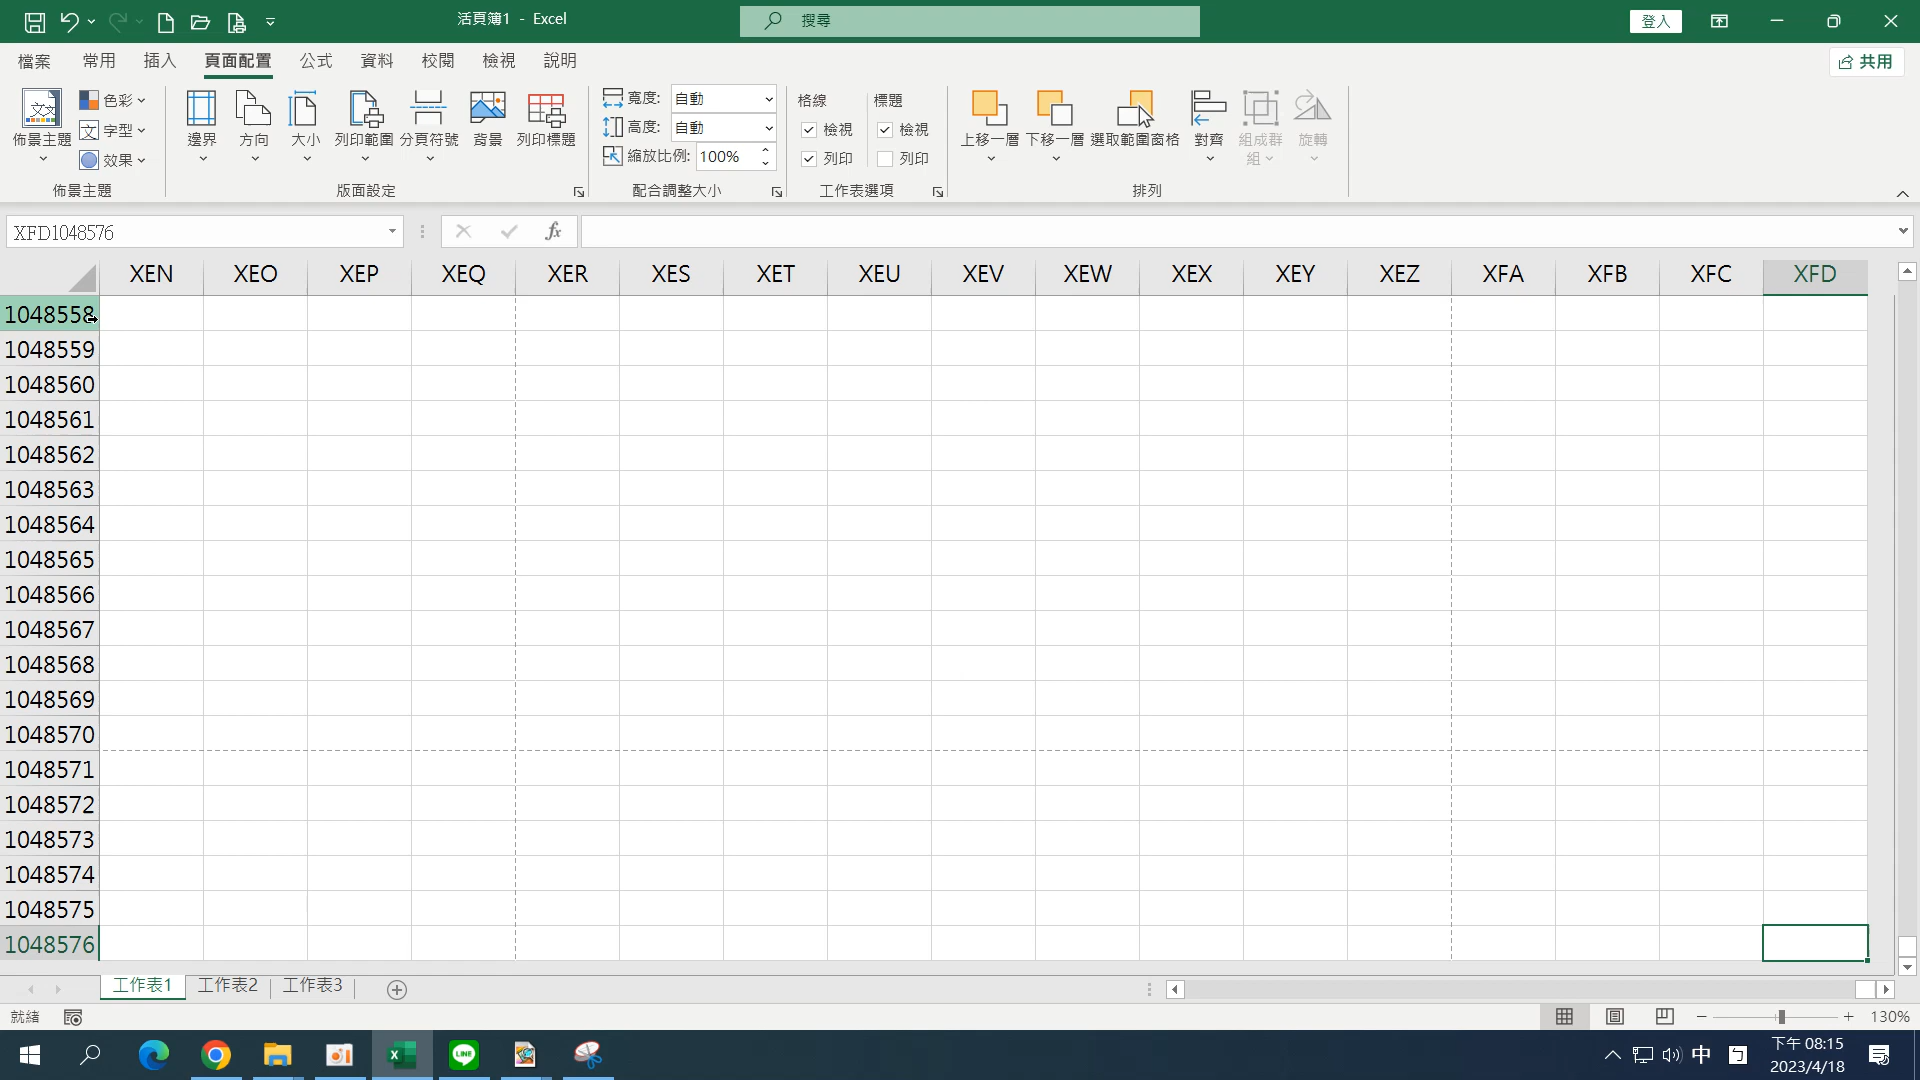 活頁簿1 - Excel
搜尋
登入
檔案 常用 插入 頁面配置 公式 資料 校閱 檢視 說明
共用
佈景主題
色彩
字型
效果
佈景主題
邊界 方向 大小 列印範圍 分頁符號 背景 列印標題
版面設定
寬度: 自動
高度: 自動
縮放比例: 100%
配合調整大小
格線 標題
檢視 檢視
列印 列印
工作表選項
上移一層 下移一層 選取範圍窗格 對齊 組成群組 旋轉
排列
XFD1048576
fx
XEN XEO XEP XEQ XER XES XET XEU XEV XEW XEX XEY XEZ XFA XFB XFC XFD
1048558
1048559
1048560
1048561
1048562
1048563
1048564
1048565
1048566
1048567
1048568
1048569
1048570
1048571
1048572
1048573
1048574
1048575
1048576
工作表1 工作表2 工作表3
就緒
130%
LINE
中
ㄅ
下午 08:15
2023/4/18